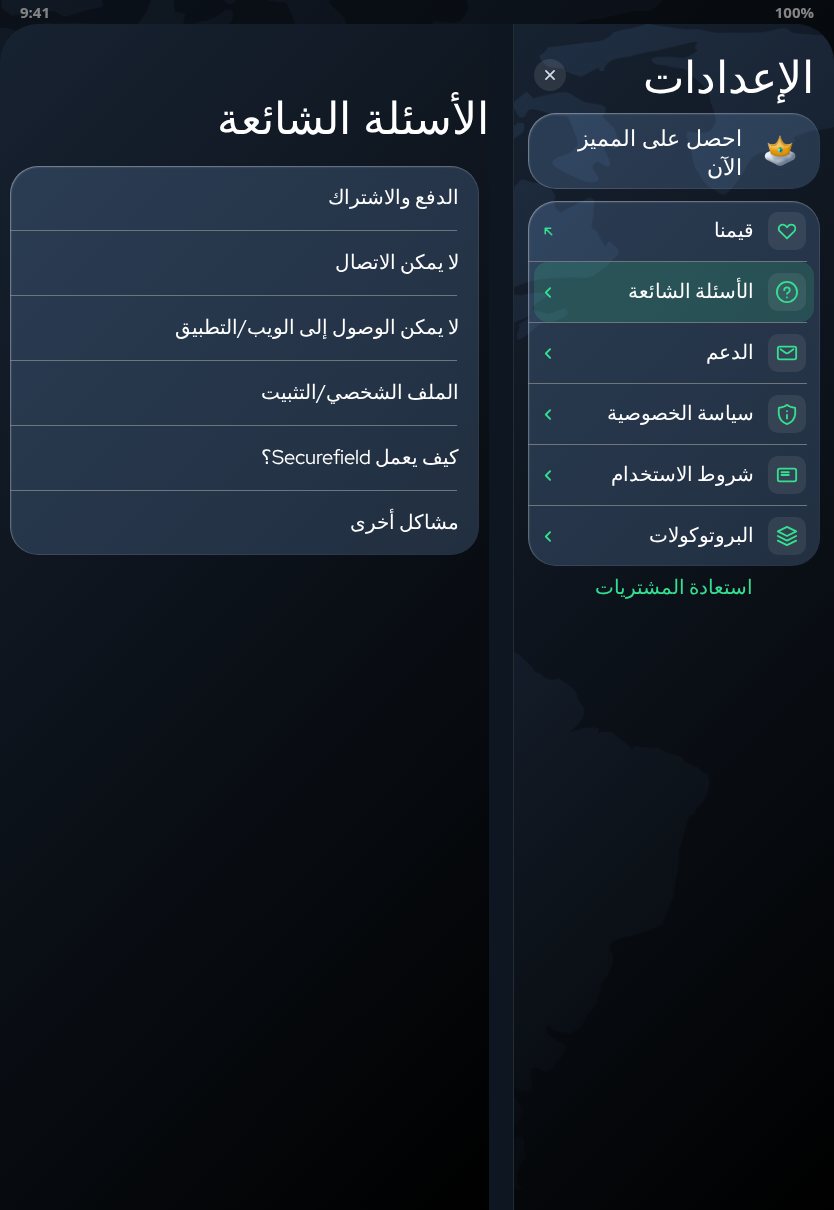 9:41
100%
الإعدادات
احصل على المميز
الآن
قيمنا
الأسئلة الشائعة
الدعم
سياسة الخصوصية
شروط الاستخدام
البروتوكولات
استعادة المشتريات
الأسئلة الشائعة
الدفع والاشتراك
لا يمكن الاتصال
لا يمكن الوصول إلى الويب/التطبيق
الملف الشخصي/التثبيت
كيف يعمل Securefield؟
مشاكل أخرى